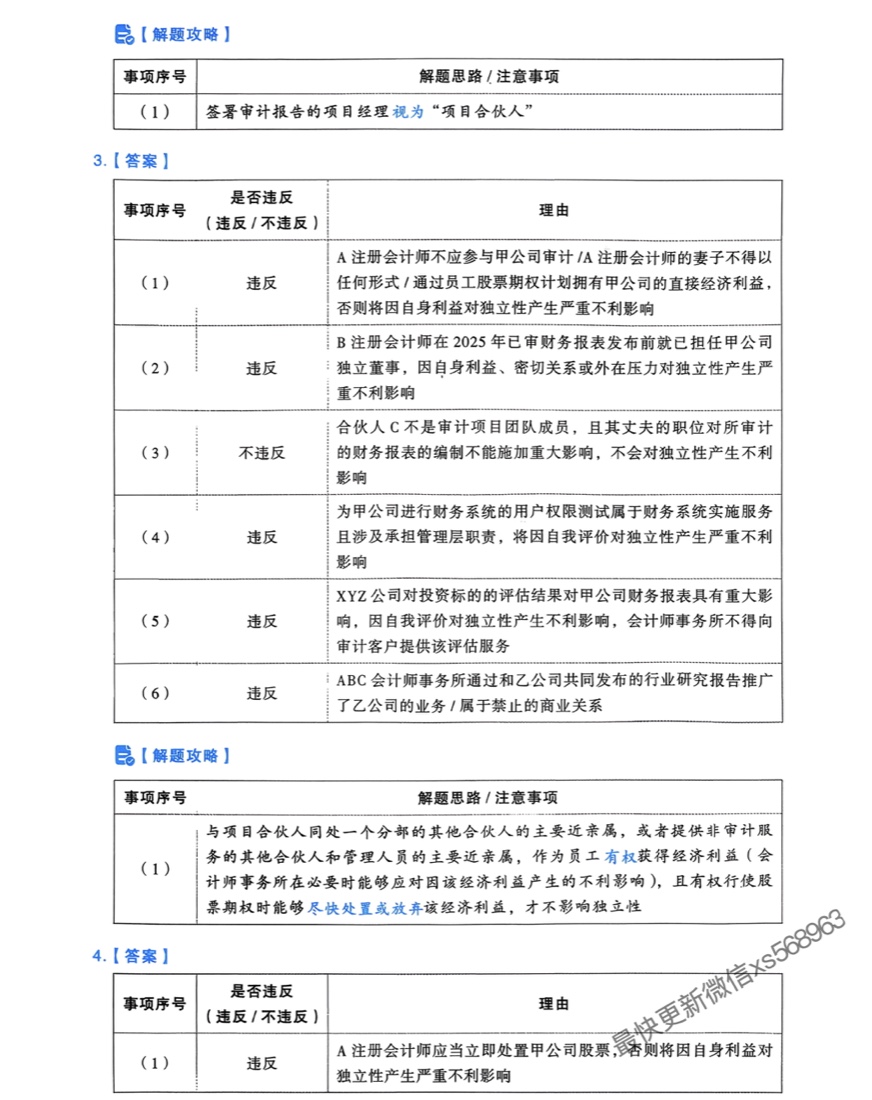 【解题攻略】
事项序号 解题思路/注意事项
（1） 签署审计报告的项目经理视为“项目合伙人”
3.【答案】
事项序号 是否违反（违反/不违反） 理由
（1） 违反 A 注册会计师不应参与甲公司审计/A 注册会计师的妻子不得以
任何形式/通过员工股票期权计划拥有甲公司的直接经济利益，
否则将因自身利益对独立性产生严重不利影响
（2） 违反 B 注册会计师在 2025 年已审财务报表发布前就已担任甲公司
独立董事，因自身利益、密切关系或外在压力对独立性产生严
重不利影响
（3） 不违反 合伙人 C 不是审计项目团队成员，且其丈夫的职位对所审计
的财务报表的编制不能施加重大影响，不会对独立性产生不利
影响
（4） 违反 为甲公司进行财务系统的用户权限测试属于财务系统实施服务
且涉及承担管理层职责，将因自我评价对独立性产生严重不利
影响
（5） 违反 XYZ 公司对投资标的的评估结果对甲公司财务报表具有重大影
响，因自我评价对独立性产生不利影响，会计师事务所不得向
审计客户提供该评估服务
（6） 违反 ABC 会计师事务所通过和乙公司共同发布的行业研究报告推广
了乙公司的业务/属于禁止的商业关系
【解题攻略】
事项序号 解题思路/注意事项
（1） 与项目合伙人同处一个分部的其他合伙人的主要近亲属，或者提供非审计服
务的其他合伙人和管理人员的主要近亲属，作为员工有权获得经济利益（会
计师事务所在必要时能够应对因该经济利益产生的不利影响），且有权行使股
票期权时能够尽快处置或放弃该经济利益，才不影响独立性
4.【答案】
事项序号 是否违反（违反/不违反） 理由
（1） 违反 A 注册会计师应当立即处置甲公司股票，否则将因自身利益对
独立性产生严重不利影响
最快更新微信xs568963